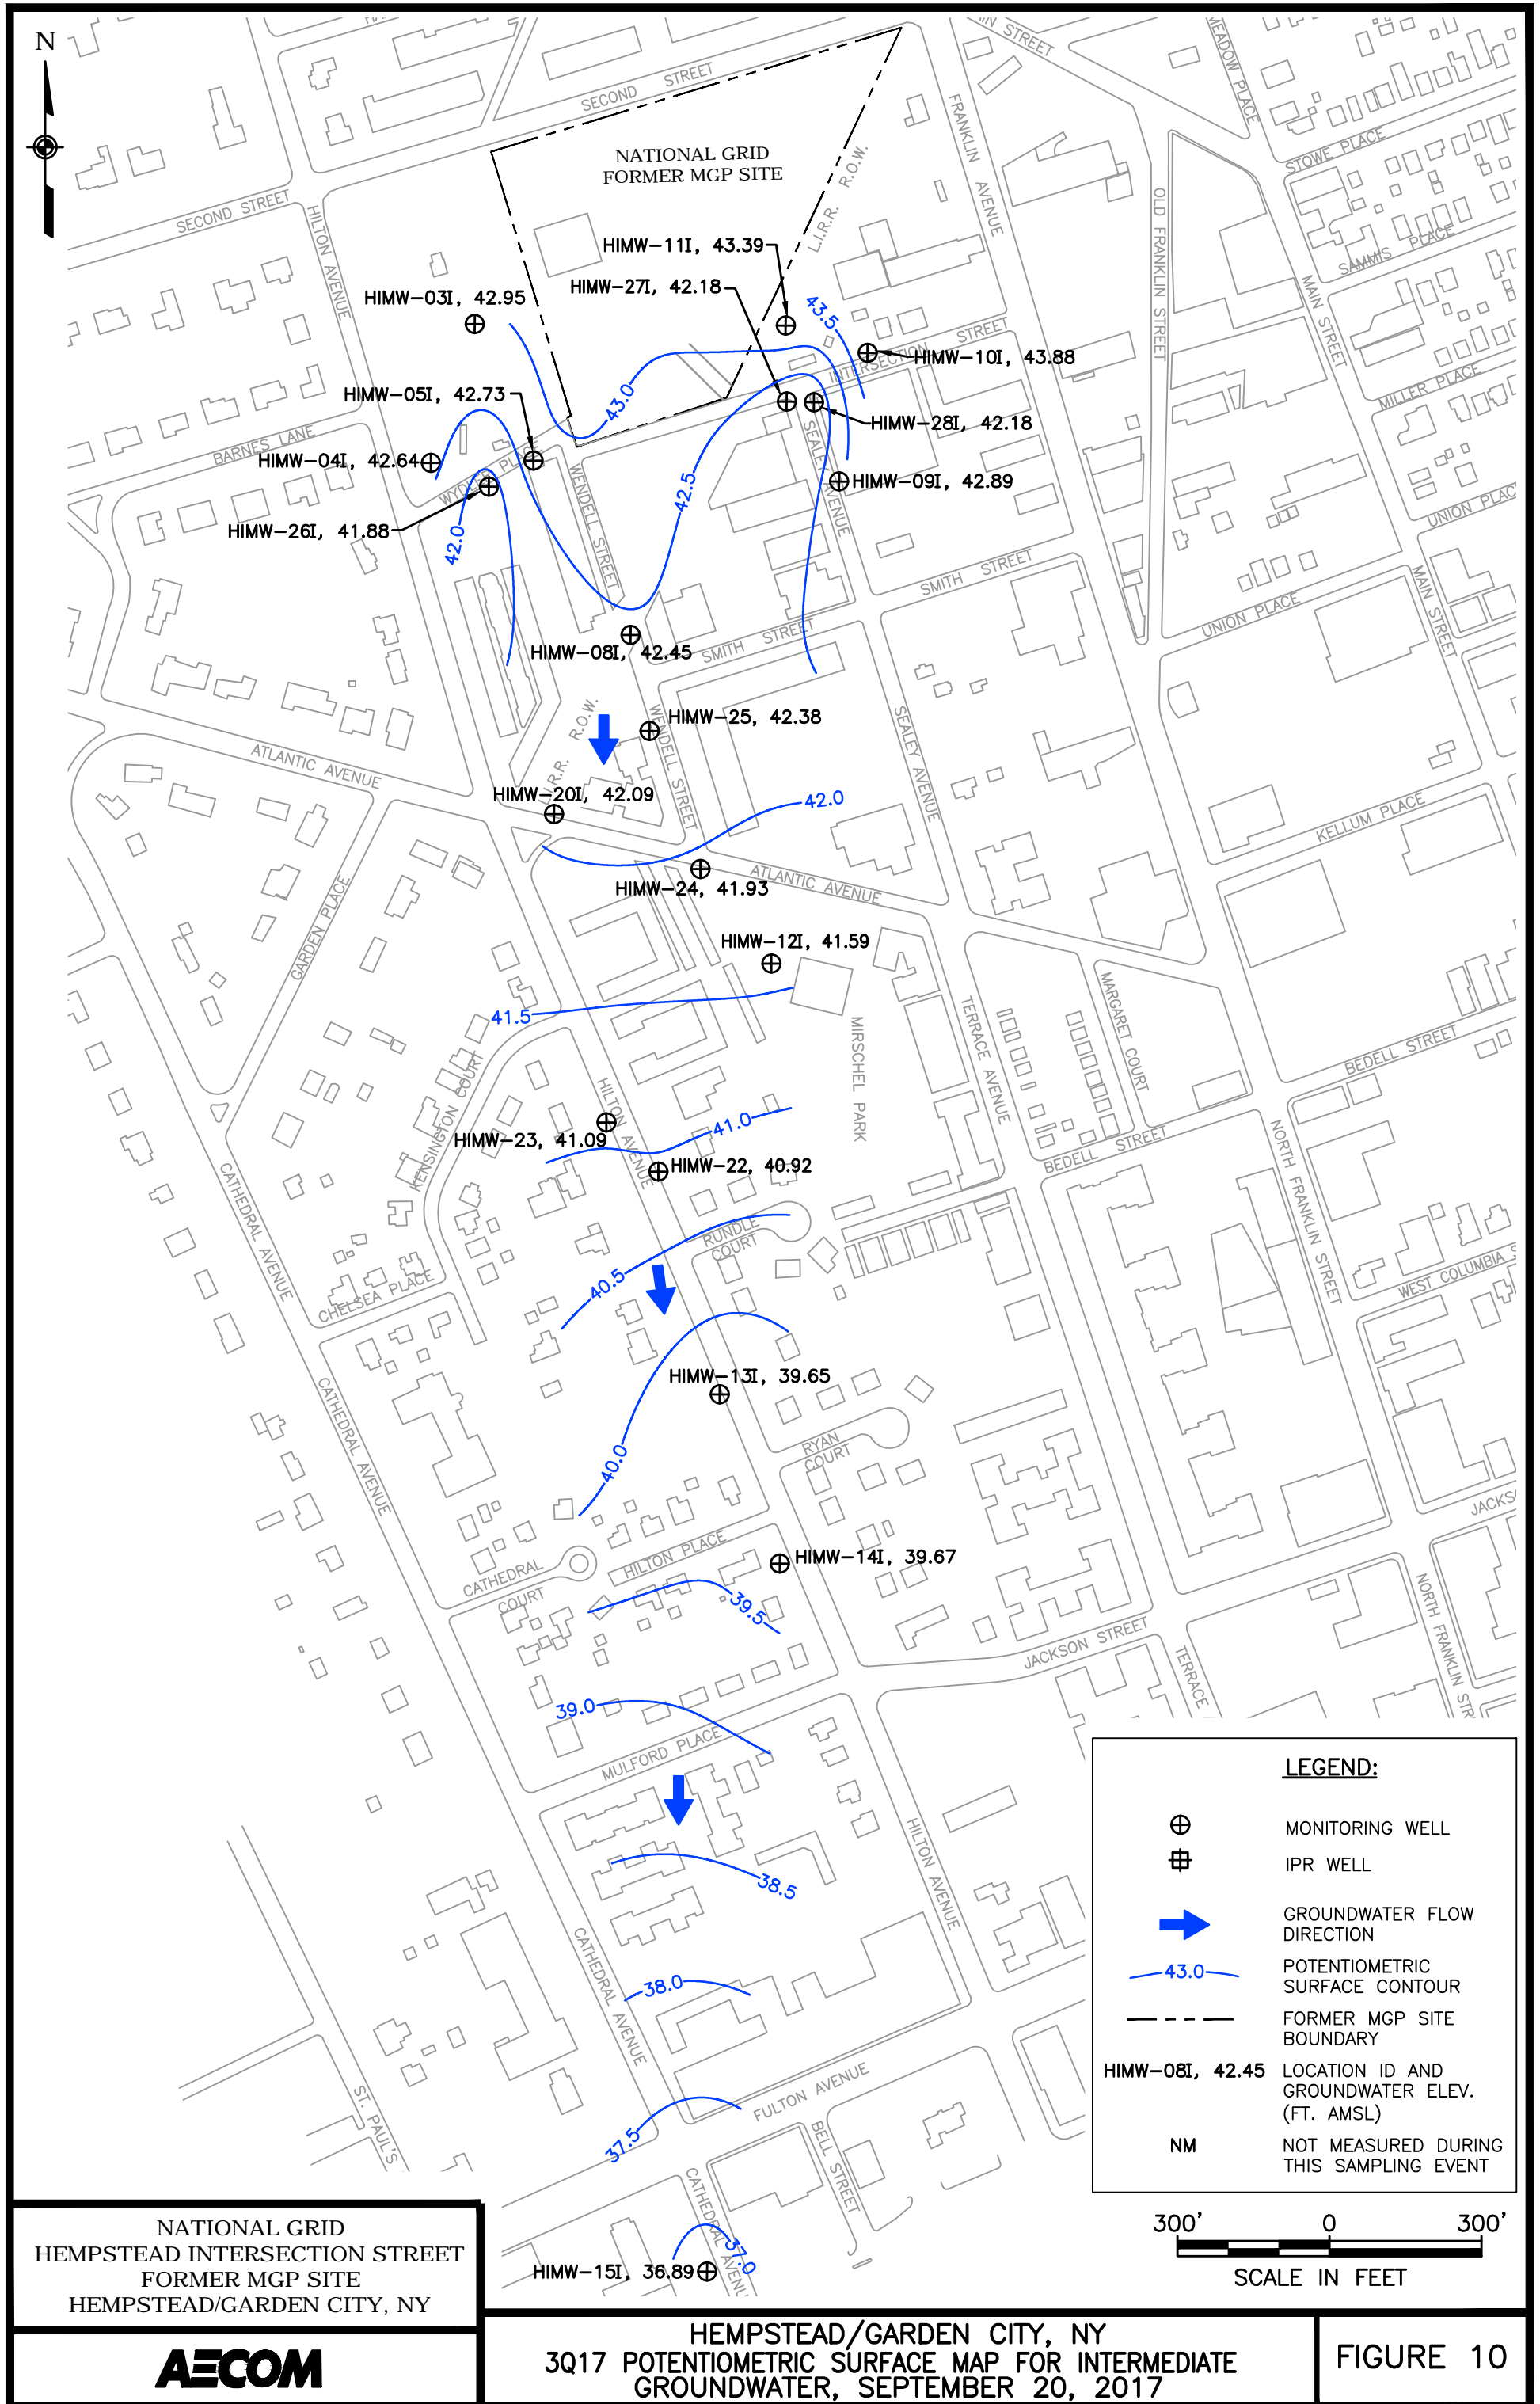 N
SECOND STREET
NATIONAL GRID
FORMER MGP SITE
L.I.R.R. R.O.W.
SECOND STREET
HILTON AVENUE
FRANKLIN AVENUE
STREET
MEADOW PLACE
STOWE PLACE
SAMMIS PLACE
OLD FRANKLIN STREET
MAIN STREET
MILLER PLACE
UNION PLAC
MAIN STREET
UNION PLACE
HIMW-11I, 43.39
HIMW-27I, 42.18
HIMW-03I, 42.95
43.5
INTERSECTION STREET
HIMW-10I, 43.88
HIMW-05I, 42.73
43.0
HIMW-28I, 42.18
BARNES LANE
HIMW-04I, 42.64
WYDLER PLACE
WENDELL STREET
42.5
SEALEY AVENUE
HIMW-09I, 42.89
HIMW-26I, 41.88
42.0
SMITH STREET
HIMW-08I, 42.45
SMITH STREET
L.I.R.R. R.O.W.
HIMW-25, 42.38
WENDELL STREET
SEALEY AVENUE
ATLANTIC AVENUE
HIMW-20I, 42.09
42.0
KELLUM PLACE
HIMW-24, 41.93
ATLANTIC AVENUE
GARDEN PLACE
HIMW-12I, 41.59
41.5
MIRSCHEL PARK
TERRACE AVENUE
MARGARET COURT
BEDELL STREET
KENSINGTON COURT
HILTON AVENUE
HIMW-23, 41.09
41.0
BEDELL STREET
HIMW-22, 40.92
CATHEDRAL AVENUE
NORTH FRANKLIN STREET
RUNDLE
COURT
WEST COLUMBIA S
CHELSEA PLACE
40.5
HIMW-13I, 39.65
CATHEDRAL AVENUE
RYAN
COURT
40.0
JACKS
HILTON PLACE
HIMW-14I, 39.67
CATHEDRAL
COURT
39.5
NORTH FRANKLIN STR
JACKSON STREET
TERRACE
39.0
MULFORD PLACE
HILTON AVENUE
38.5
CATHEDRAL AVENUE
38.0
FULTON AVENUE
ST. PAUL'S
37.5
BELL STREET
CATHEDRAL AVENU
37.0
HIMW-15I, 36.89
LEGEND:
MONITORING WELL
IPR WELL
GROUNDWATER FLOW
DIRECTION
43.0 POTENTIOMETRIC
SURFACE CONTOUR
FORMER MGP SITE
BOUNDARY
HIMW-08I, 42.45 LOCATION ID AND
GROUNDWATER ELEV.
(FT. AMSL)
NM NOT MEASURED DURING
THIS SAMPLING EVENT
300' 0 300'
SCALE IN FEET
NATIONAL GRID
HEMPSTEAD INTERSECTION STREET
FORMER MGP SITE
HEMPSTEAD/GARDEN CITY, NY
AECOM
HEMPSTEAD/GARDEN CITY, NY
3Q17 POTENTIOMETRIC SURFACE MAP FOR INTERMEDIATE
GROUNDWATER, SEPTEMBER 20, 2017
FIGURE 10